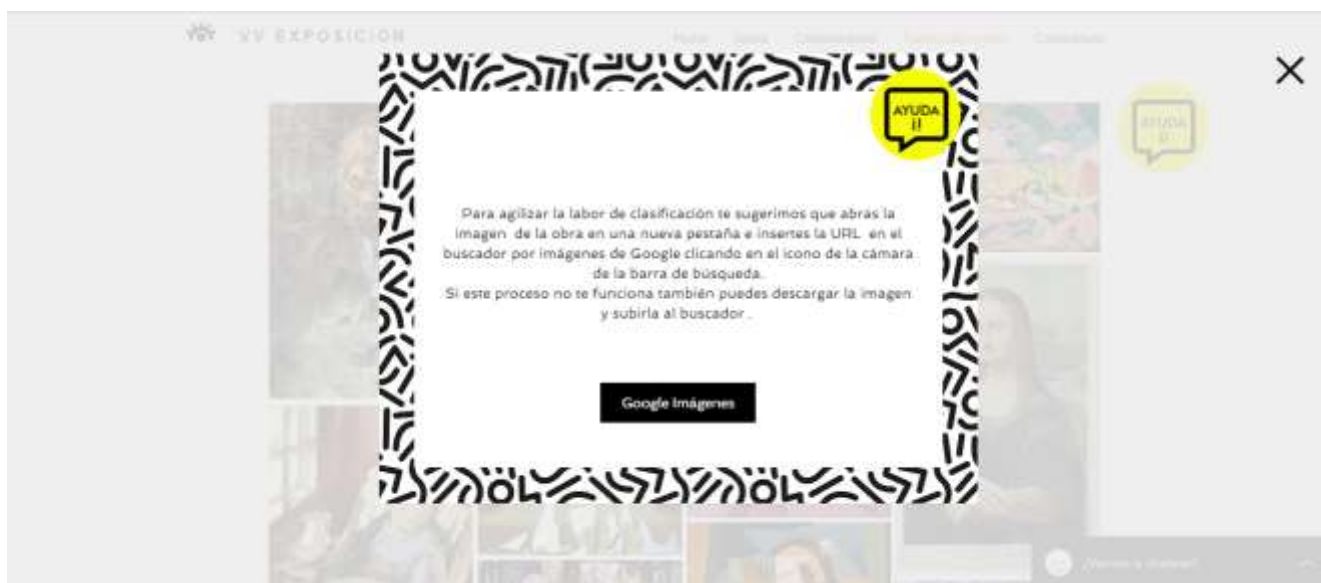 VV EXPOSICION
AYUDA
¡!
AYUDA
Para agilizar la labor de clasificación te sugerimos que abras la
imagen de la obra en una nueva pestaña e insertes la URL en el
buscador por imágenes de Google clicando en el icono de la cámara
de la barra de búsqueda.
Si este proceso no te funciona también puedes descargar la imagen
y subirla al buscador .
Google Imágenes